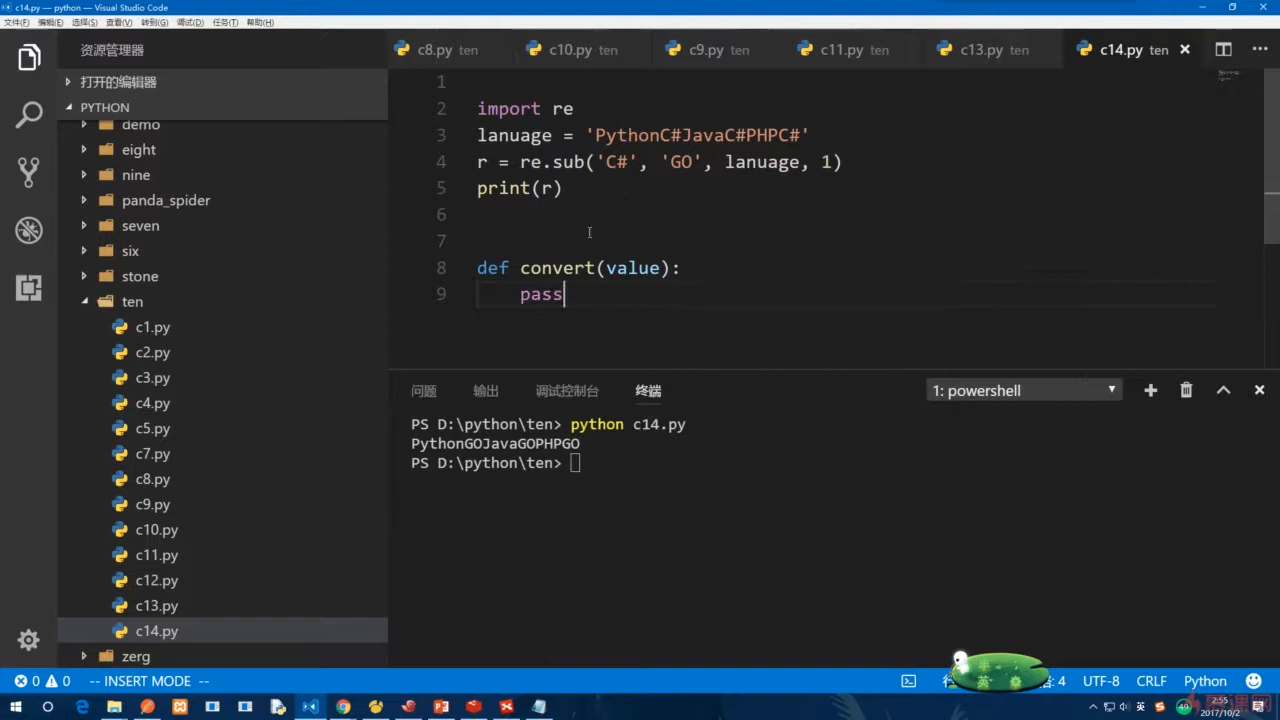 c14.py — python — Visual Studio Code
文件(F) 编辑(E) 选择(S) 查看(V) 转到(G) 调试(D) 任务(T) 帮助(H)
资源管理器
c8.py ten
c10.py ten
c9.py ten
c11.py ten
c13.py ten
c14.py ten
打开的编辑器
PYTHON
demo
eight
nine
panda_spider
seven
six
stone
ten
c1.py
c2.py
c3.py
c4.py
c5.py
c7.py
c8.py
c9.py
c10.py
c11.py
c12.py
c13.py
c14.py
zerg
1
2 import re
3 lanuage = 'PythonC#JavaC#PHPC#'
4 r = re.sub('C#', 'GO', lanuage, 1)
5 print(r)
6
7
8 def convert(value):
9 pass
问题 输出 调试控制台 终端
1: powershell
PS D:\python\ten> python c14.py
PythonGOJavaGOPHPGO
PS D:\python\ten>
0 0 -- INSERT MODE --
4 UTF-8 CRLF Python
英
2:55
2017/10/2